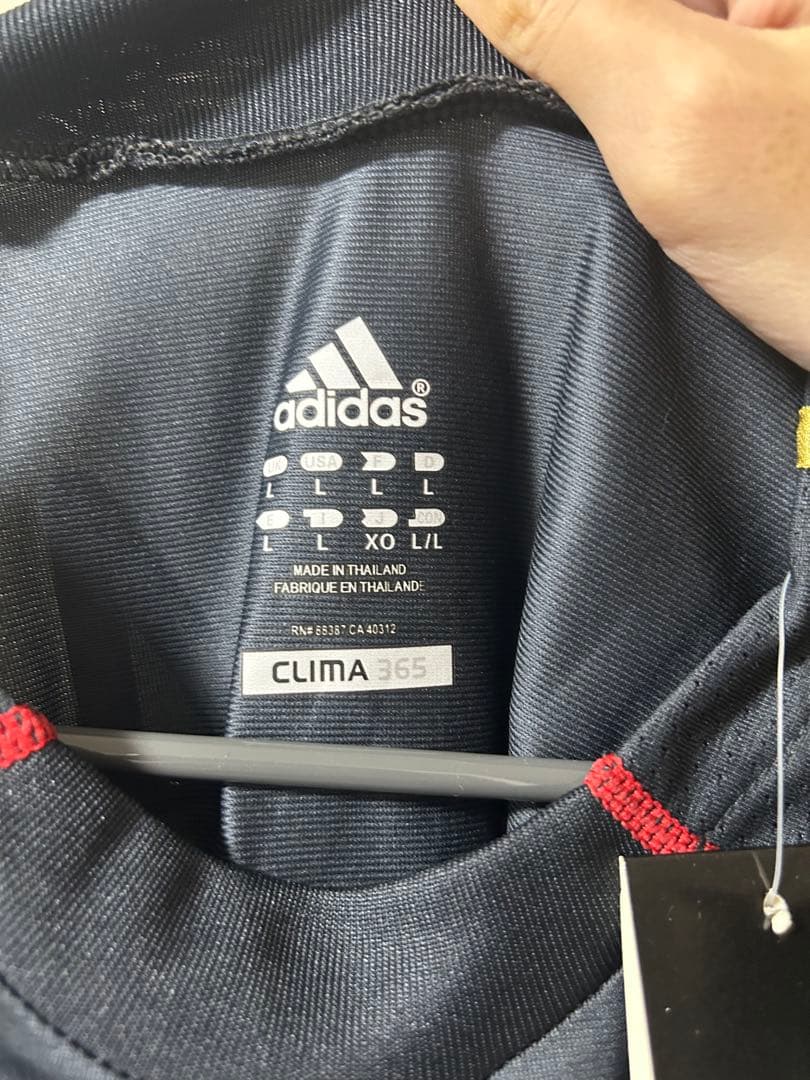 adidas®
UK USA F D
L L L L
E I J CON
L L XO L/L
MADE IN THAILAND
FABRIQUE EN THAILANDE
RN# 88387 CA 40312
CLIMA 365